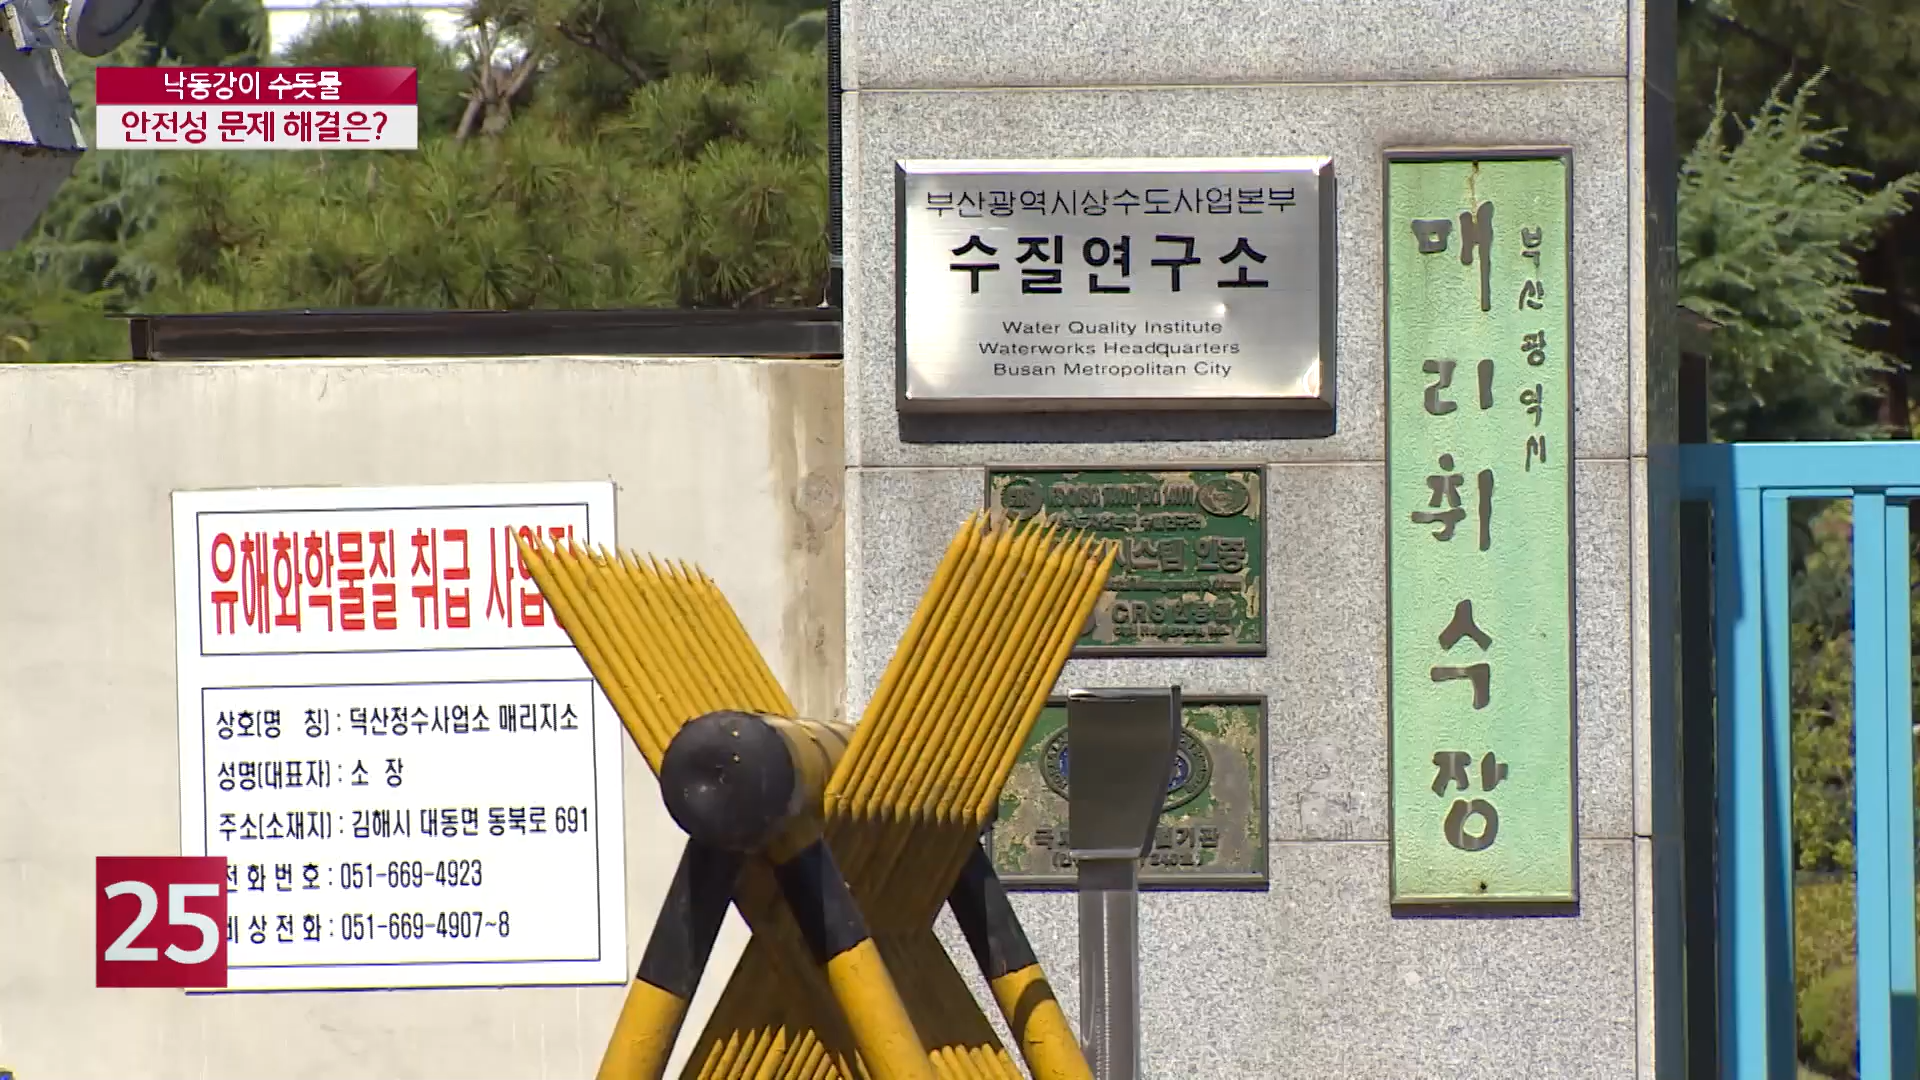 낙동강이 수돗물
안전성 문제 해결은?
부산광역시상수도사업본부
수질연구소
Water Quality Institute
Waterworks Headquarters
Busan Metropolitan City
부산광역시
매리취수장
유해화학물질 취급
상호(명 칭) : 덕산정수사업소 매리지소
성명(대표자) : 소 장
주소(소재지) : 김해시 대동면 동북로 691
전 화 번 호 : 051-669-4923
비 상 전 화 : 051-669-4907~8
인증
CRS
25